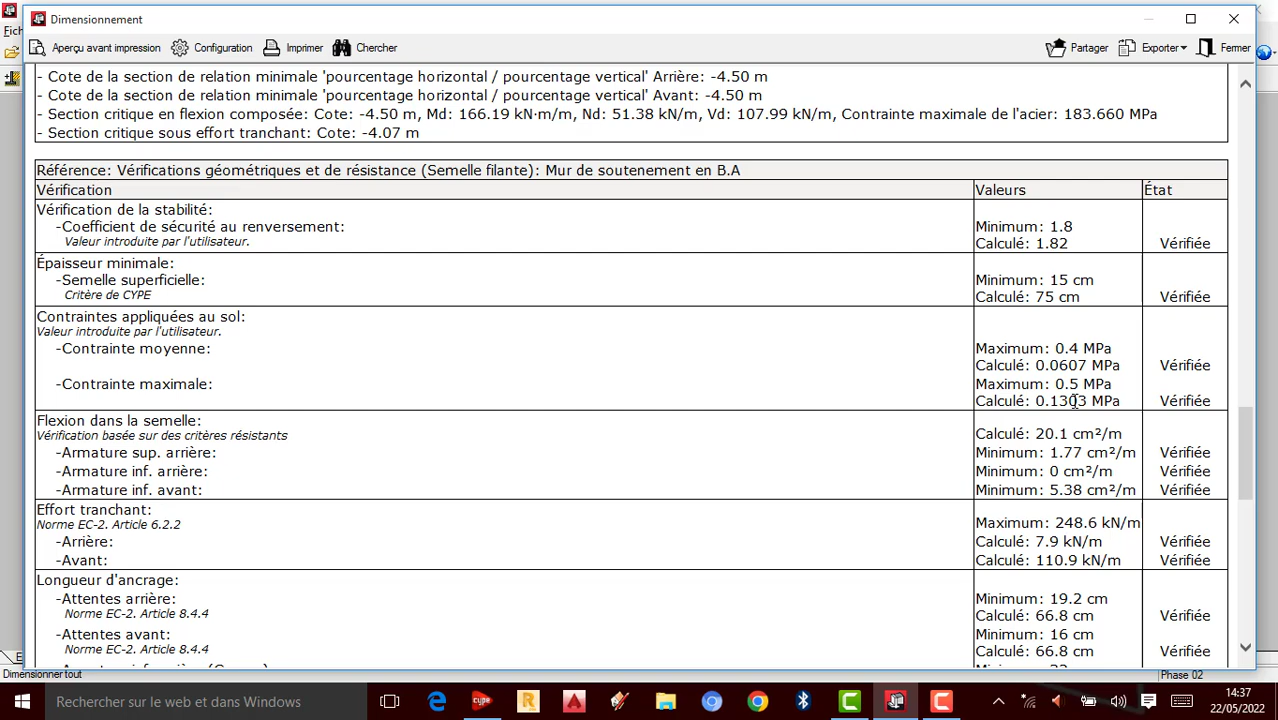 Dimensionnement
Fich
Aperçu avant impression Configuration Imprimer Chercher Partager Exporter Fermer
- Cote de la section de relation minimale 'pourcentage horizontal / pourcentage vertical' Arrière: -4.50 m
- Cote de la section de relation minimale 'pourcentage horizontal / pourcentage vertical' Avant: -4.50 m
- Section critique en flexion composée: Cote: -4.50 m, Md: 166.19 kN·m/m, Nd: 51.38 kN/m, Vd: 107.99 kN/m, Contrainte maximale de l'acier: 183.660 MPa
- Section critique sous effort tranchant: Cote: -4.07 m
Référence: Vérifications géométriques et de résistance (Semelle filante): Mur de soutenement en B.A
Vérification Valeurs État
Vérification de la stabilité:
-Coefficient de sécurité au renversement: Minimum: 1.8
Valeur introduite par l'utilisateur. Calculé: 1.82 Vérifiée
Épaisseur minimale:
-Semelle superficielle: Minimum: 15 cm
Critère de CYPE Calculé: 75 cm Vérifiée
Contraintes appliquées au sol:
Valeur introduite par l'utilisateur.
-Contrainte moyenne: Maximum: 0.4 MPa
Calculé: 0.0607 MPa Vérifiée
-Contrainte maximale: Maximum: 0.5 MPa
Calculé: 0.1303 MPa Vérifiée
Flexion dans la semelle:
Vérification basée sur des critères résistants Calculé: 20.1 cm²/m
-Armature sup. arrière: Minimum: 1.77 cm²/m Vérifiée
-Armature inf. arrière: Minimum: 0 cm²/m Vérifiée
-Armature inf. avant: Minimum: 5.38 cm²/m Vérifiée
Effort tranchant:
Norme EC-2. Article 6.2.2 Maximum: 248.6 kN/m
-Arrière: Calculé: 7.9 kN/m Vérifiée
-Avant: Calculé: 110.9 kN/m Vérifiée
Longueur d'ancrage:
-Attentes arrière: Minimum: 19.2 cm
Norme EC-2. Article 8.4.4 Calculé: 66.8 cm Vérifiée
-Attentes avant: Minimum: 16 cm
Norme EC-2. Article 8.4.4 Calculé: 66.8 cm Vérifiée
Dimensionner tout Phase 02
Rechercher sur le web et dans Windows
14:37
22/05/2022